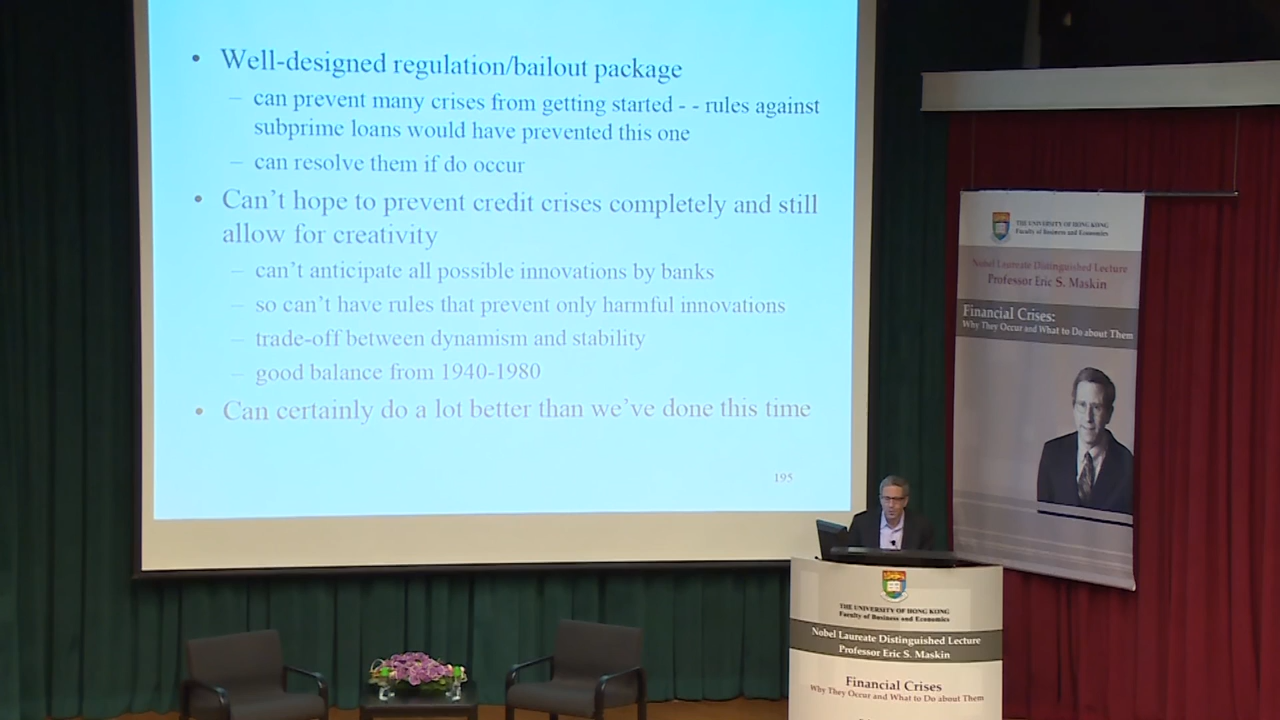 • Well-designed regulation/bailout package
– can prevent many crises from getting started - - rules against
subprime loans would have prevented this one
– can resolve them if do occur
• Can't hope to prevent credit crises completely and still
allow for creativity
– can't anticipate all possible innovations by banks
– so can't have rules that prevent only harmful innovations
– trade-off between dynamism and stability
– good balance from 1940-1980
• Can certainly do a lot better than we've done this time
195
THE UNIVERSITY OF HONG KONG
Faculty of Business and Economics
Nobel Laureate Distinguished Lecture
Professor Eric S. Maskin
Financial Crises:
Why They Occur and What to Do about Them
THE UNIVERSITY OF HONG KONG
Faculty of Business and Economics
Nobel Laureate Distinguished Lecture
Professor Eric S. Maskin
Financial Crises
Why They Occur and What to Do about Them